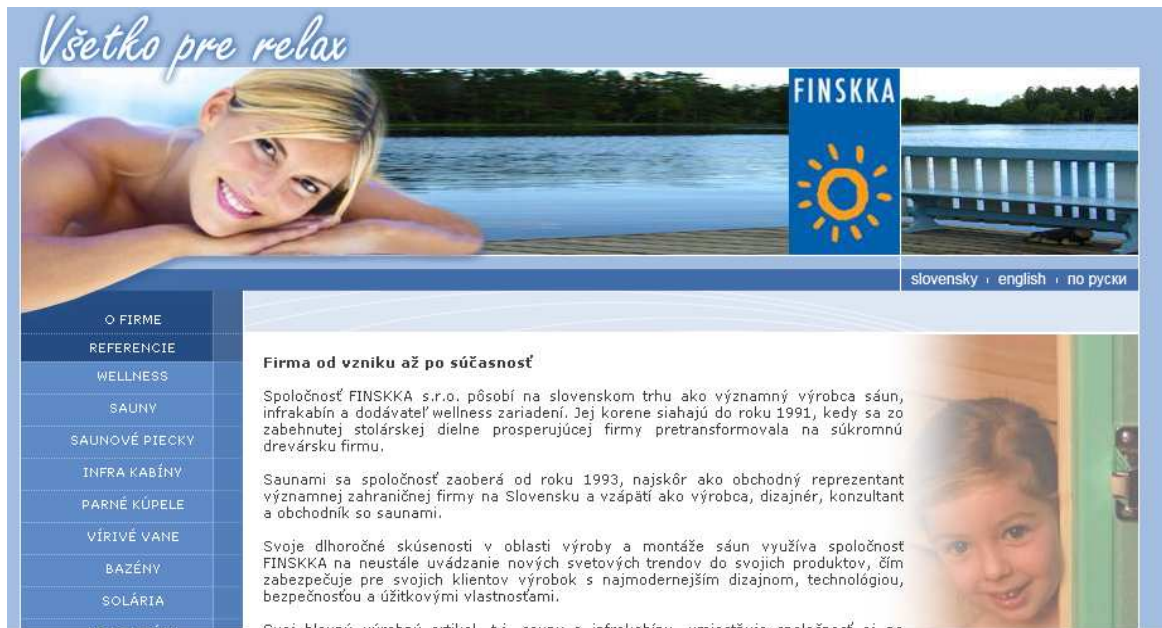 Všetko pre relax
FINSKKA
slovensky
english
по руски
O FIRME
REFERENCIE
WELLNESS
SAUNY
SAUNOVÉ PIECKY
INFRA KABÍNY
PARNÉ KÚPELE
VÍRIVÉ VANE
BAZÉNY
SOLÁRIA
Firma od vzniku až po súčasnosť
Spoločnosť FINSKKA s.r.o. pôsobí na slovenskom trhu ako významný výrobca sáun,
infrakabín a dodávateľ wellness zariadení. Jej korene siahajú do roku 1991, kedy sa zo
zabehnutej stolárskej dielne prosperujúcej firmy pretransformovala na súkromnú
drevársku firmu.
Saunami sa spoločnosť zaoberá od roku 1993, najskôr ako obchodný reprezentant
významnej zahraničnej firmy na Slovensku a vzápätí ako výrobca, dizajnér, konzultant
a obchodník so saunami.
Svoje dlhoročné skúsenosti v oblasti výroby a montáže sáun využíva spoločnosť
FINSKKA na neustále uvádzanie nových svetových trendov do svojich produktov, čím
zabezpečuje pre svojich klientov výrobok s najmodernejším dizajnom, technológiou,
bezpečnosťou a úžitkovými vlastnosťami.